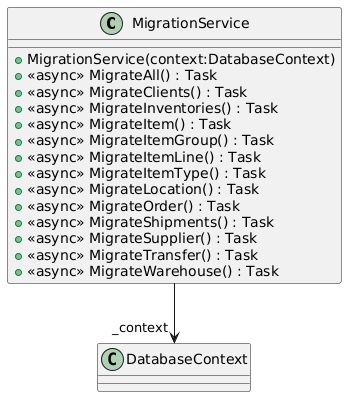 C MigrationService
MigrationService(context:DatabaseContext)
«async» MigrateAll() : Task
«async» MigrateClients() : Task
«async» MigrateInventories() : Task
«async» MigrateItem() : Task
«async» MigrateItemGroup() : Task
«async» MigrateItemLine() : Task
«async» MigrateItemType() : Task
«async» MigrateLocation() : Task
«async» MigrateOrder() : Task
«async» MigrateShipments() : Task
«async» MigrateSupplier() : Task
«async» MigrateTransfer() : Task
«async» MigrateWarehouse() : Task
_context
C DatabaseContext